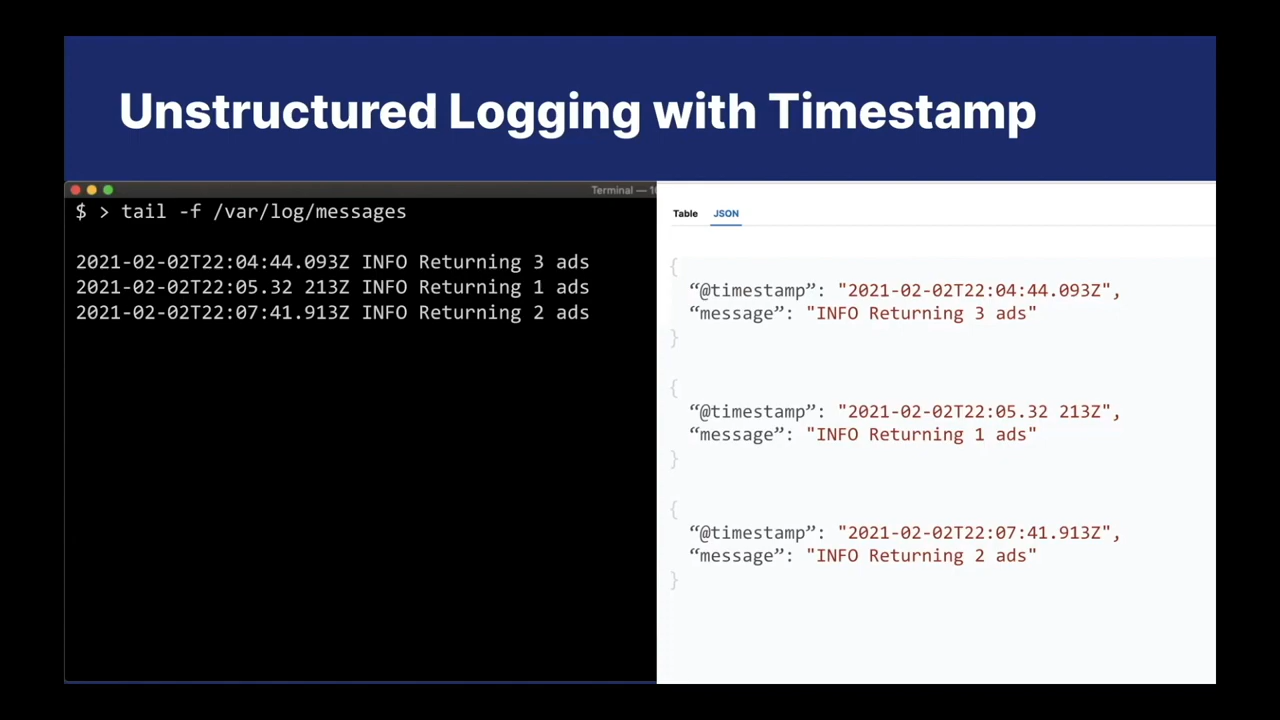 Unstructured Logging with Timestamp
Terminal — 1
$ > tail -f /var/log/messages
2021-02-02T22:04:44.093Z INFO Returning 3 ads
2021-02-02T22:05.32 213Z INFO Returning 1 ads
2021-02-02T22:07:41.913Z INFO Returning 2 ads
Table JSON
{
“@timestamp”: "2021-02-02T22:04:44.093Z",
“message”: "INFO Returning 3 ads"
}
{
“@timestamp”: "2021-02-02T22:05.32 213Z",
“message”: "INFO Returning 1 ads"
}
{
“@timestamp”: "2021-02-02T22:07:41.913Z",
“message”: "INFO Returning 2 ads"
}